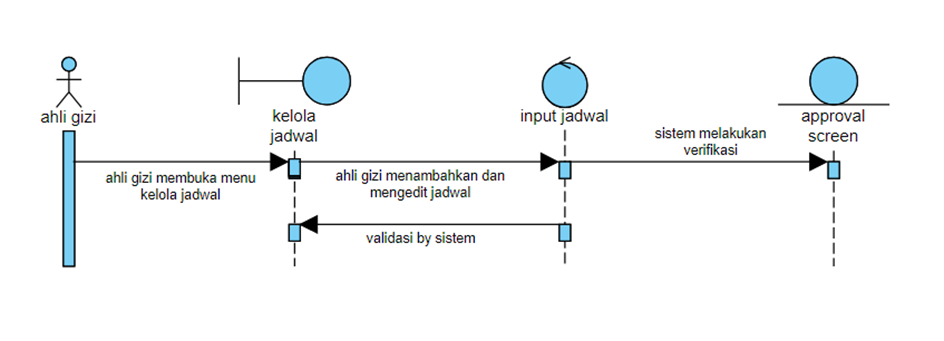 ahli gizi
kelola
jadwal
input jadwal
approval
screen
sistem melakukan
verifikasi
ahli gizi membuka menu
kelola jadwal
ahli gizi menambahkan dan
mengedit jadwal
validasi by sistem